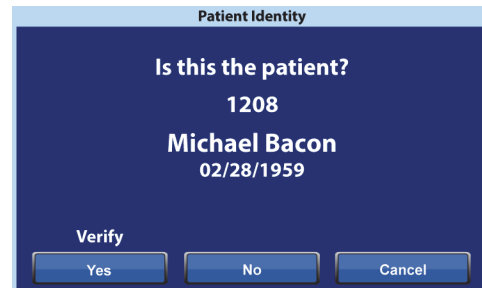 Patient Identity
Is this the patient?
1208
Michael Bacon
02/28/1959
Verify
Yes No Cancel